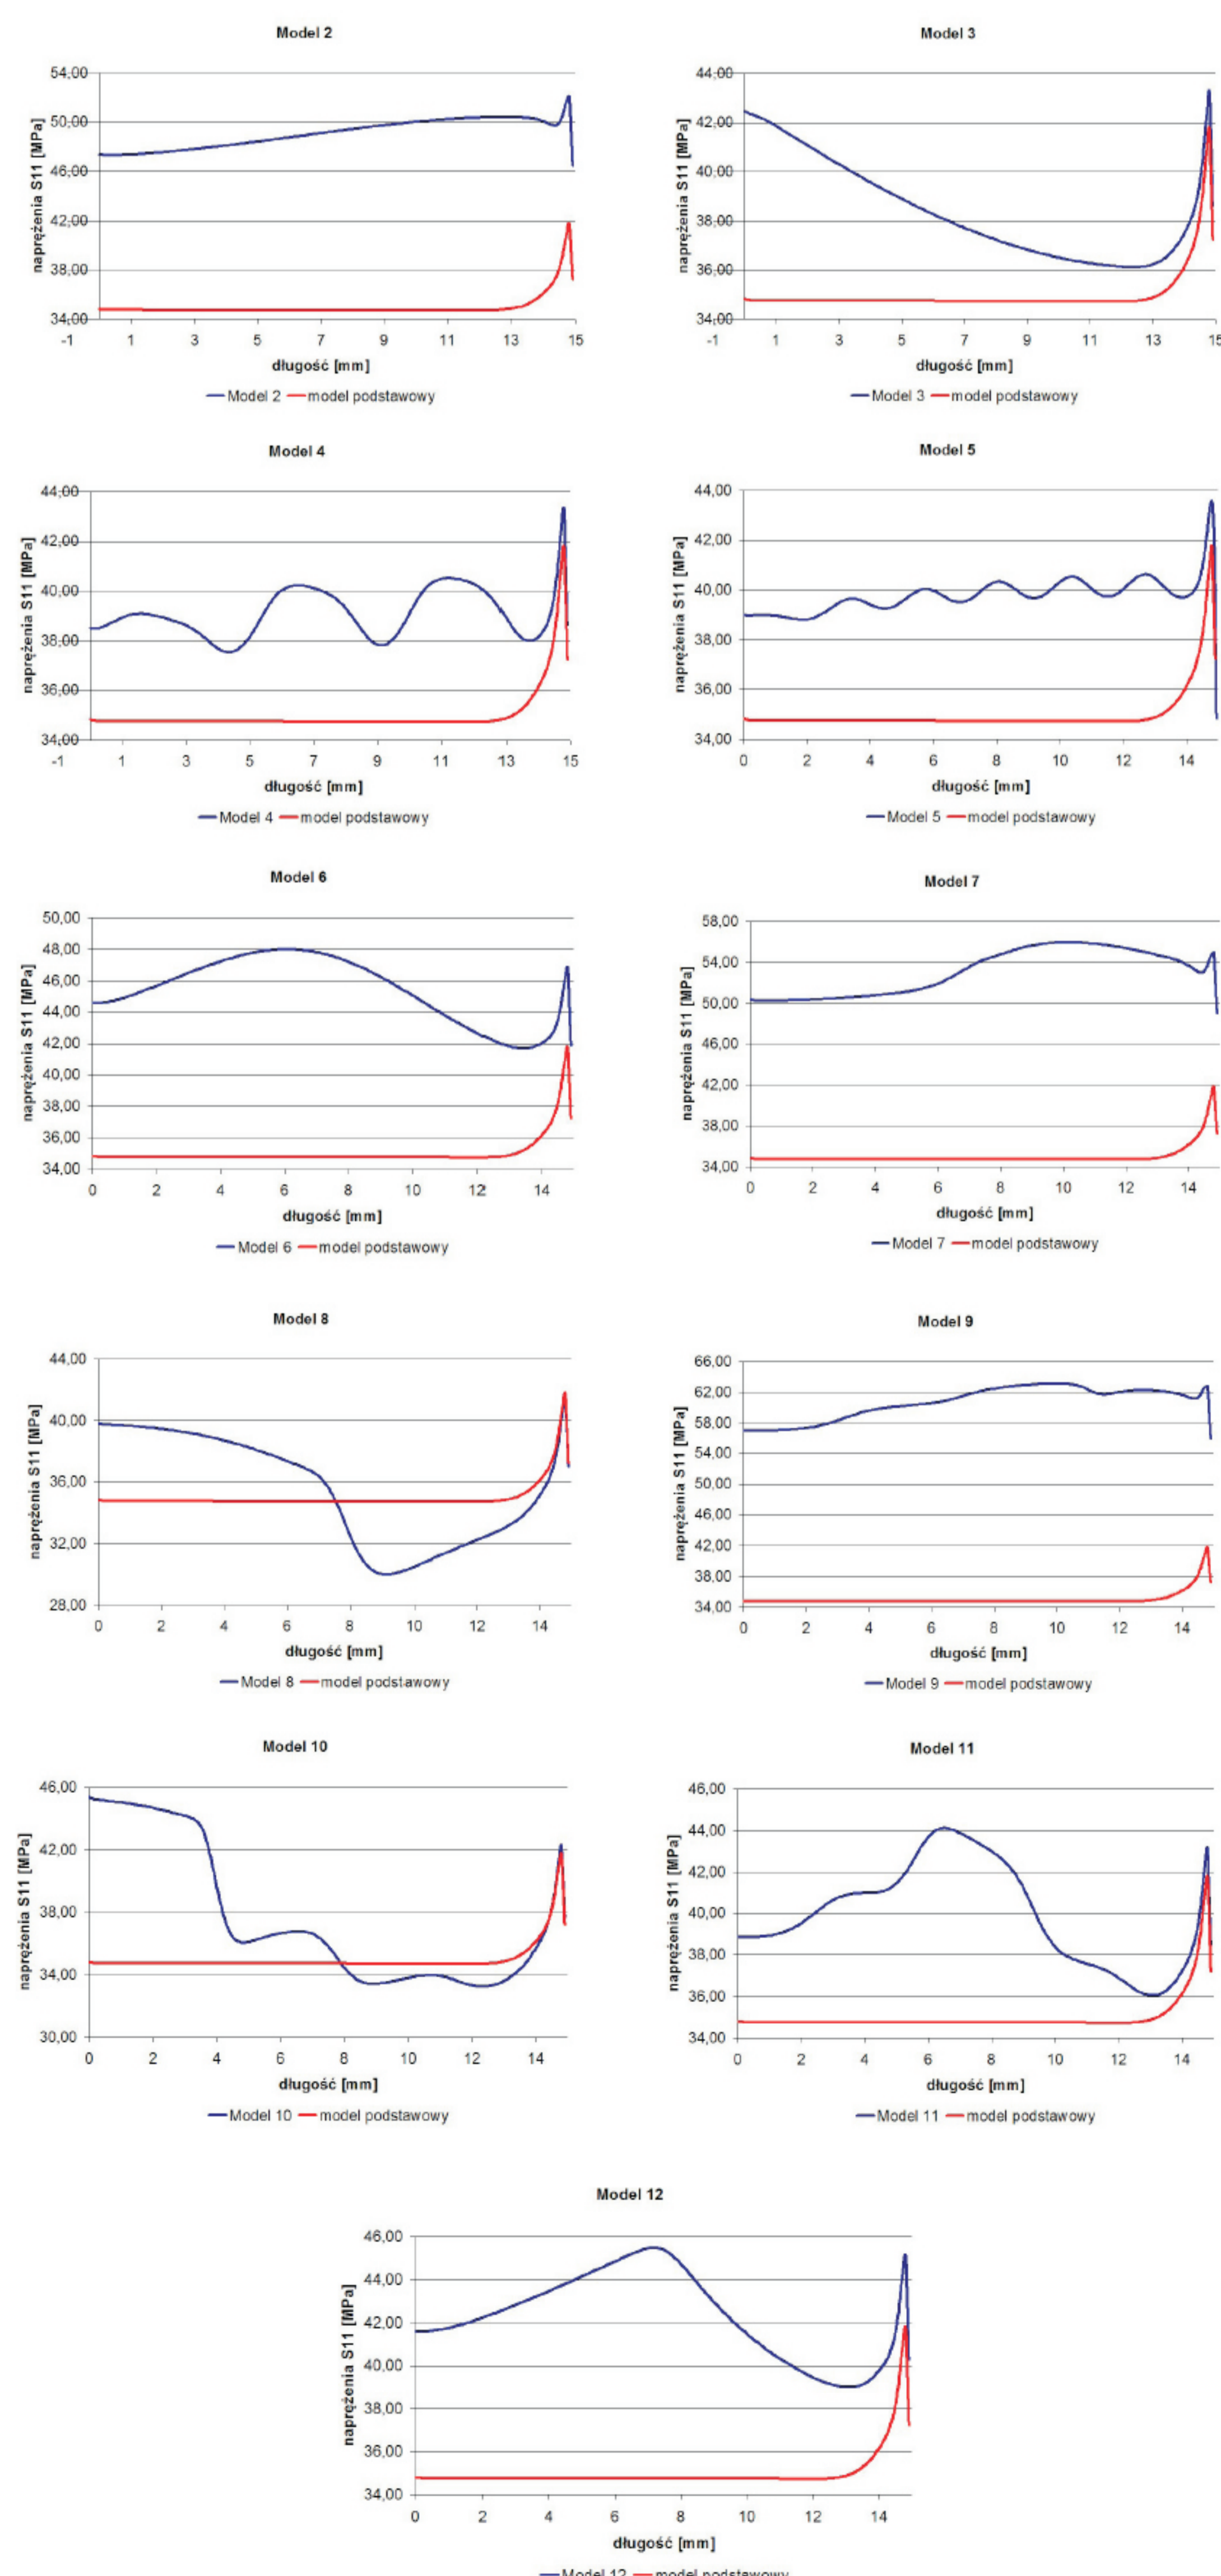 Model 2
54,00
50,00
46,00
42,00
38,00
34,00
naprężenia S11 [MPa]
-1 1 3 5 7 9 11 13 15
długość [mm]
Model 2 model podstawowy
Model 3
44,00
42,00
40,00
38,00
36,00
34,00
naprężenia S11 [MPa]
-1 1 3 5 7 9 11 13 15
długość [mm]
Model 3 model podstawowy
Model 4
44,00
42,00
40,00
38,00
36,00
34,00
naprężenia S11 [MPa]
-1 1 3 5 7 9 11 13 15
długość [mm]
Model 4 model podstawowy
Model 5
44,00
42,00
40,00
38,00
36,00
34,00
naprężenia S11 [MPa]
0 2 4 6 8 10 12 14
długość [mm]
Model 5 model podstawowy
Model 6
50,00
48,00
46,00
44,00
42,00
40,00
38,00
36,00
34,00
naprężenia S11 [MPa]
0 2 4 6 8 10 12 14
długość [mm]
Model 6 model podstawowy
Model 7
58,00
54,00
50,00
46,00
42,00
38,00
34,00
naprężenia S11 [MPa]
0 2 4 6 8 10 12 14
długość [mm]
Model 7 model podstawowy
Model 8
44,00
40,00
36,00
32,00
28,00
naprężenia S11 [MPa]
0 2 4 6 8 10 12 14
długość [mm]
Model 8 model podstawowy
Model 9
66,00
62,00
58,00
54,00
50,00
46,00
42,00
38,00
34,00
naprężenia S11 [MPa]
0 2 4 6 8 10 12 14
długość [mm]
Model 9 model podstawowy
Model 10
46,00
42,00
38,00
34,00
30,00
naprężenia S11 [MPa]
0 2 4 6 8 10 12 14
długość [mm]
Model 10 model podstawowy
Model 11
46,00
44,00
42,00
40,00
38,00
36,00
34,00
naprężenia S11 [MPa]
0 2 4 6 8 10 12 14
długość [mm]
Model 11 model podstawowy
Model 12
46,00
44,00
42,00
40,00
38,00
36,00
34,00
naprężenia S11 [MPa]
0 2 4 6 8 10 12 14
długość [mm]
Model 12 model podstawowy